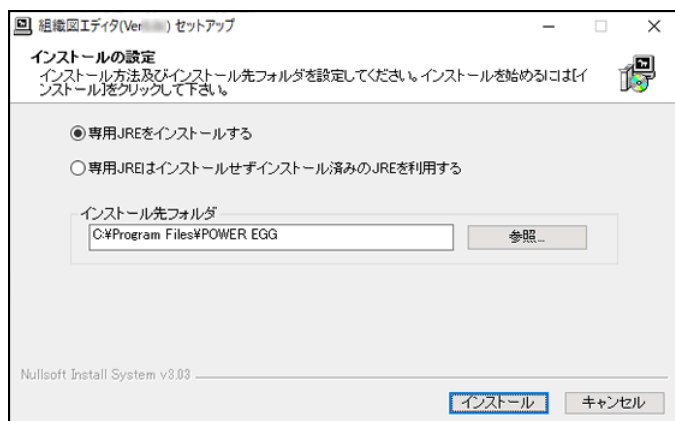 組織図エディタ(Ver ) セットアップ
インストールの設定
インストール方法及びインストール先フォルダを設定してください。インストールを始めるには[イ
ンストール]をクリックして下さい。
専用JREをインストールする
専用JREはインストールせずインストール済みのJREを利用する
インストール先フォルダ
C:¥Program Files¥POWER EGG
参照...
Nullsoft Install System v3.03
インストール
キャンセル